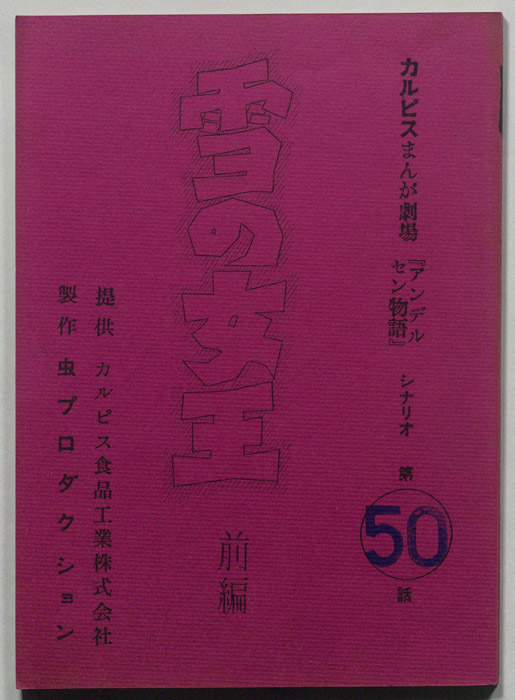 カルピスまんが劇場
『アンデル
セン物語』
シナリオ 第50話
雪の女王
前編
提供 カルピス食品工業株式会社
製作 虫プロダクション